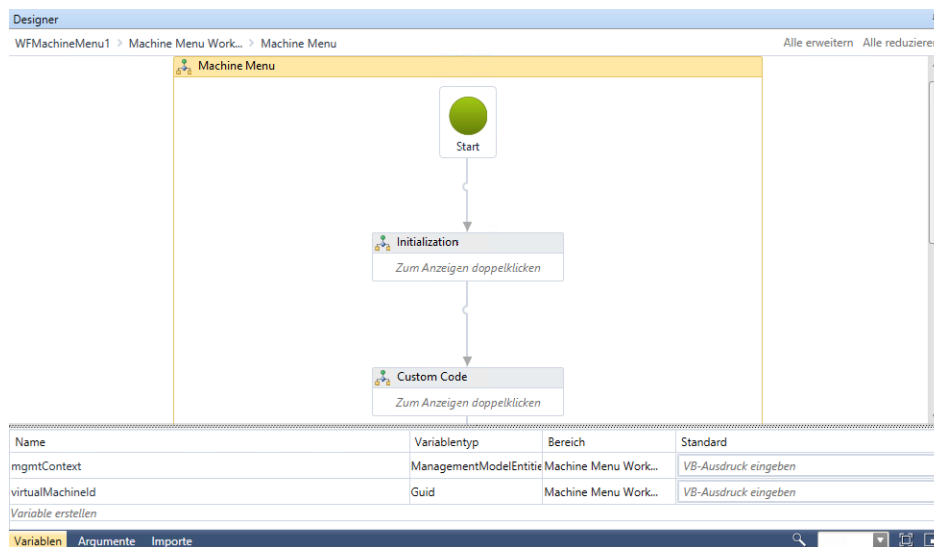 Designer
WFMachineMenu1 > Machine Menu Work... > Machine Menu Alle erweitern Alle reduzieren
Machine Menu
Start
Initialization
Zum Anzeigen doppelklicken
Custom Code
Zum Anzeigen doppelklicken
Name Variablentyp Bereich Standard
mgmtContext ManagementModelEntitie Machine Menu Work... VB-Ausdruck eingeben
virtualMachineId Guid Machine Menu Work... VB-Ausdruck eingeben
Variable erstellen
Variablen Argumente Importe